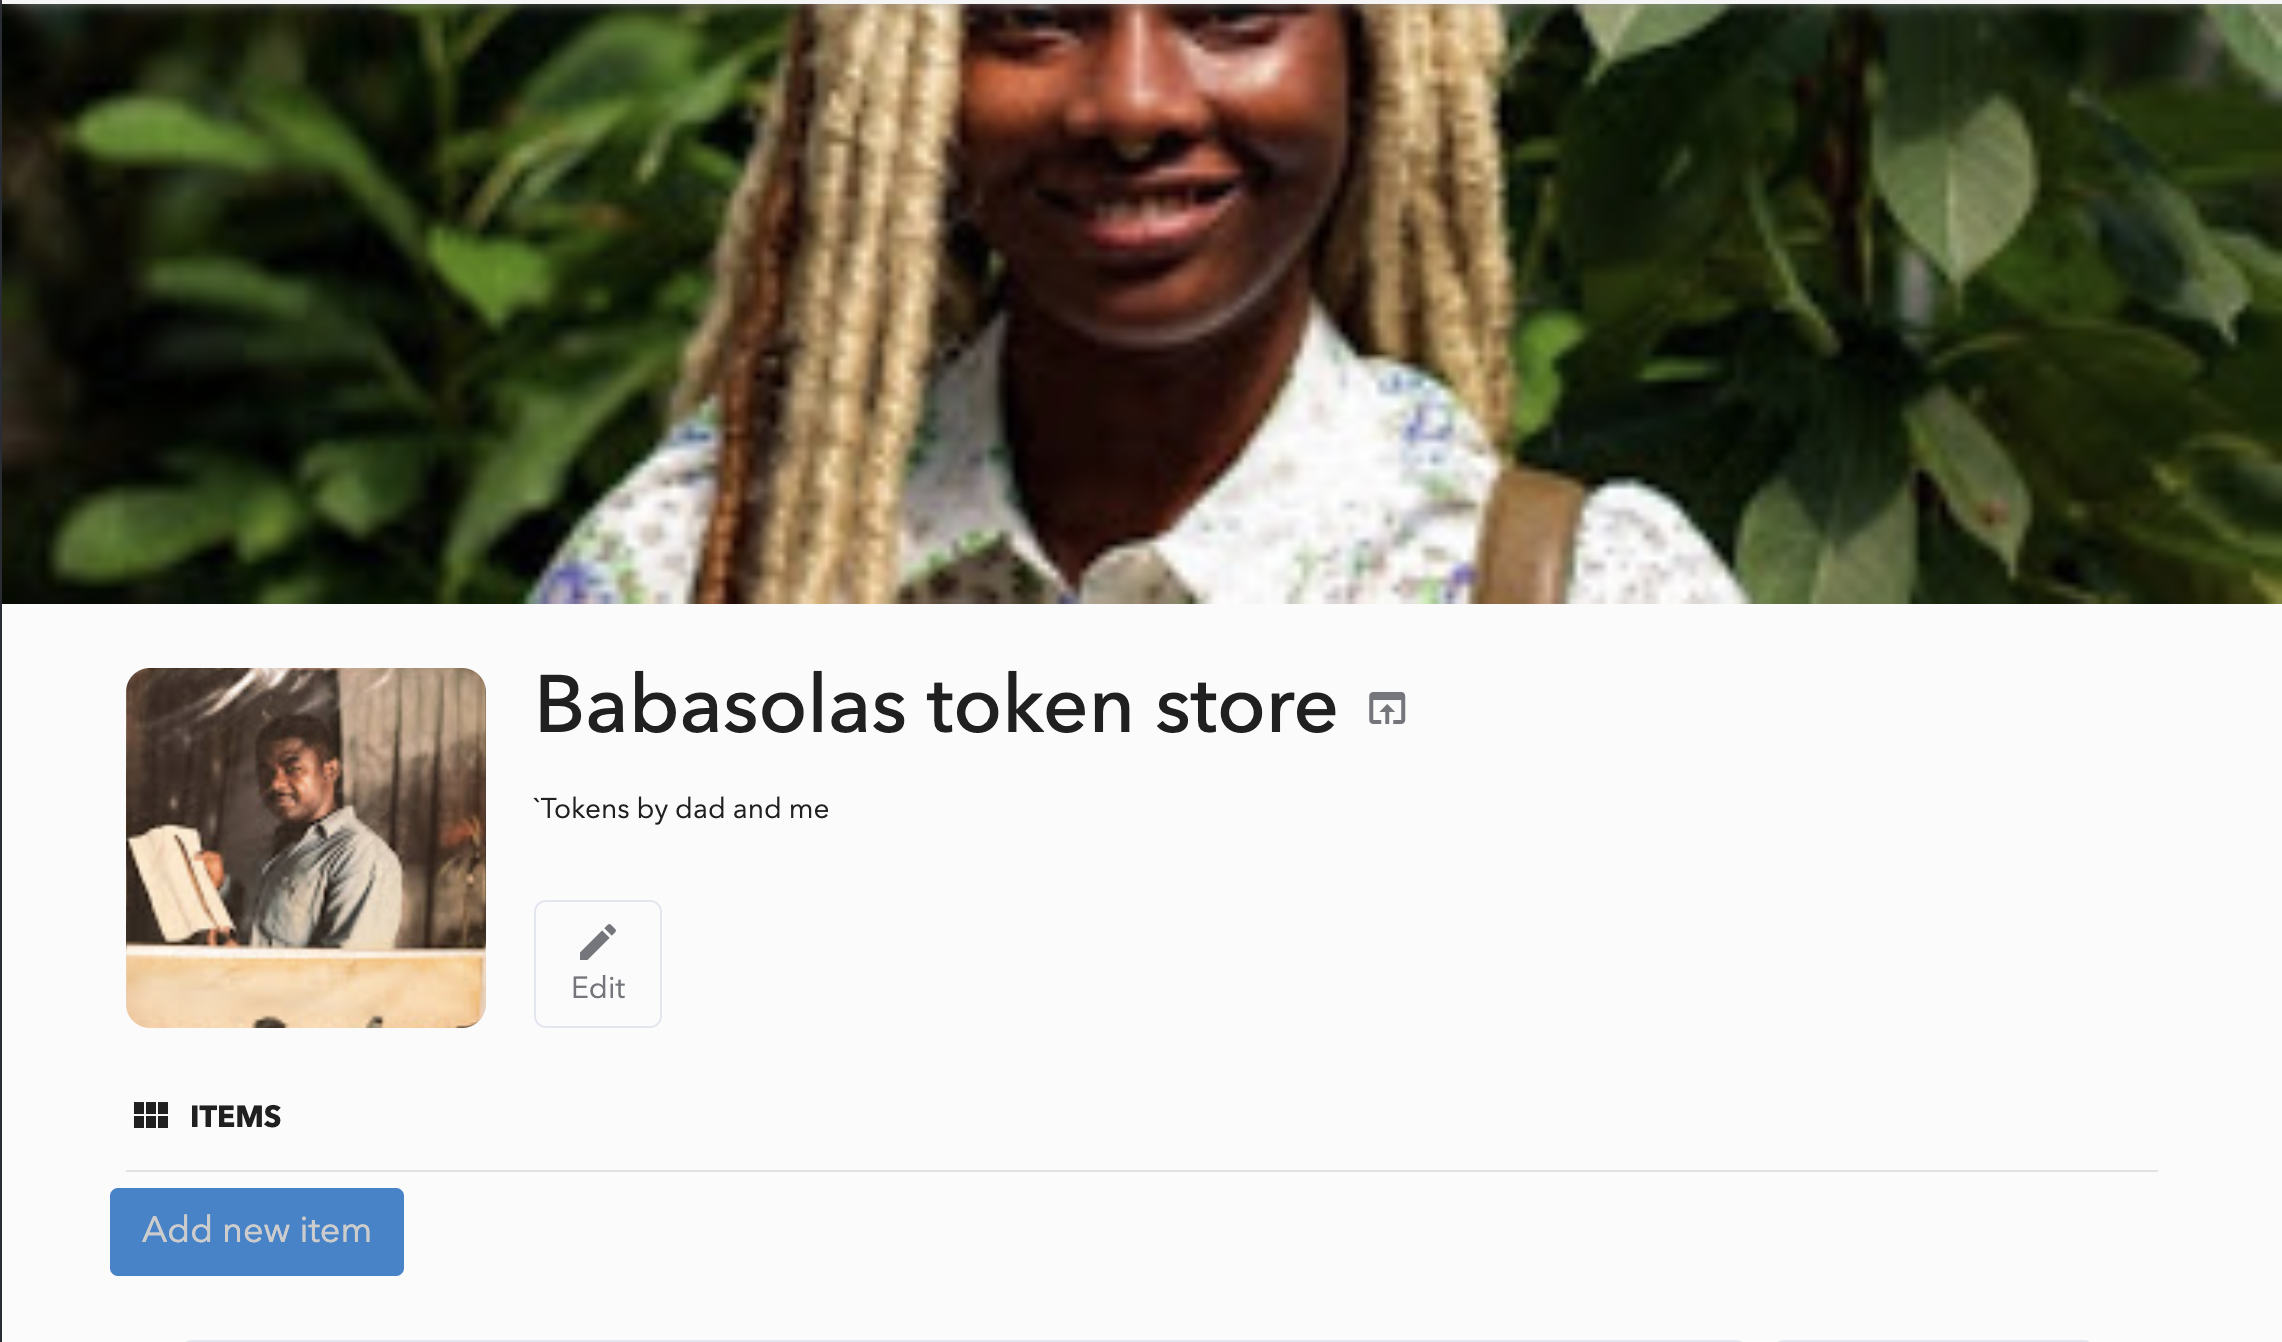 Babasolas token store
`Tokens by dad and me
Edit
ITEMS
Add new item